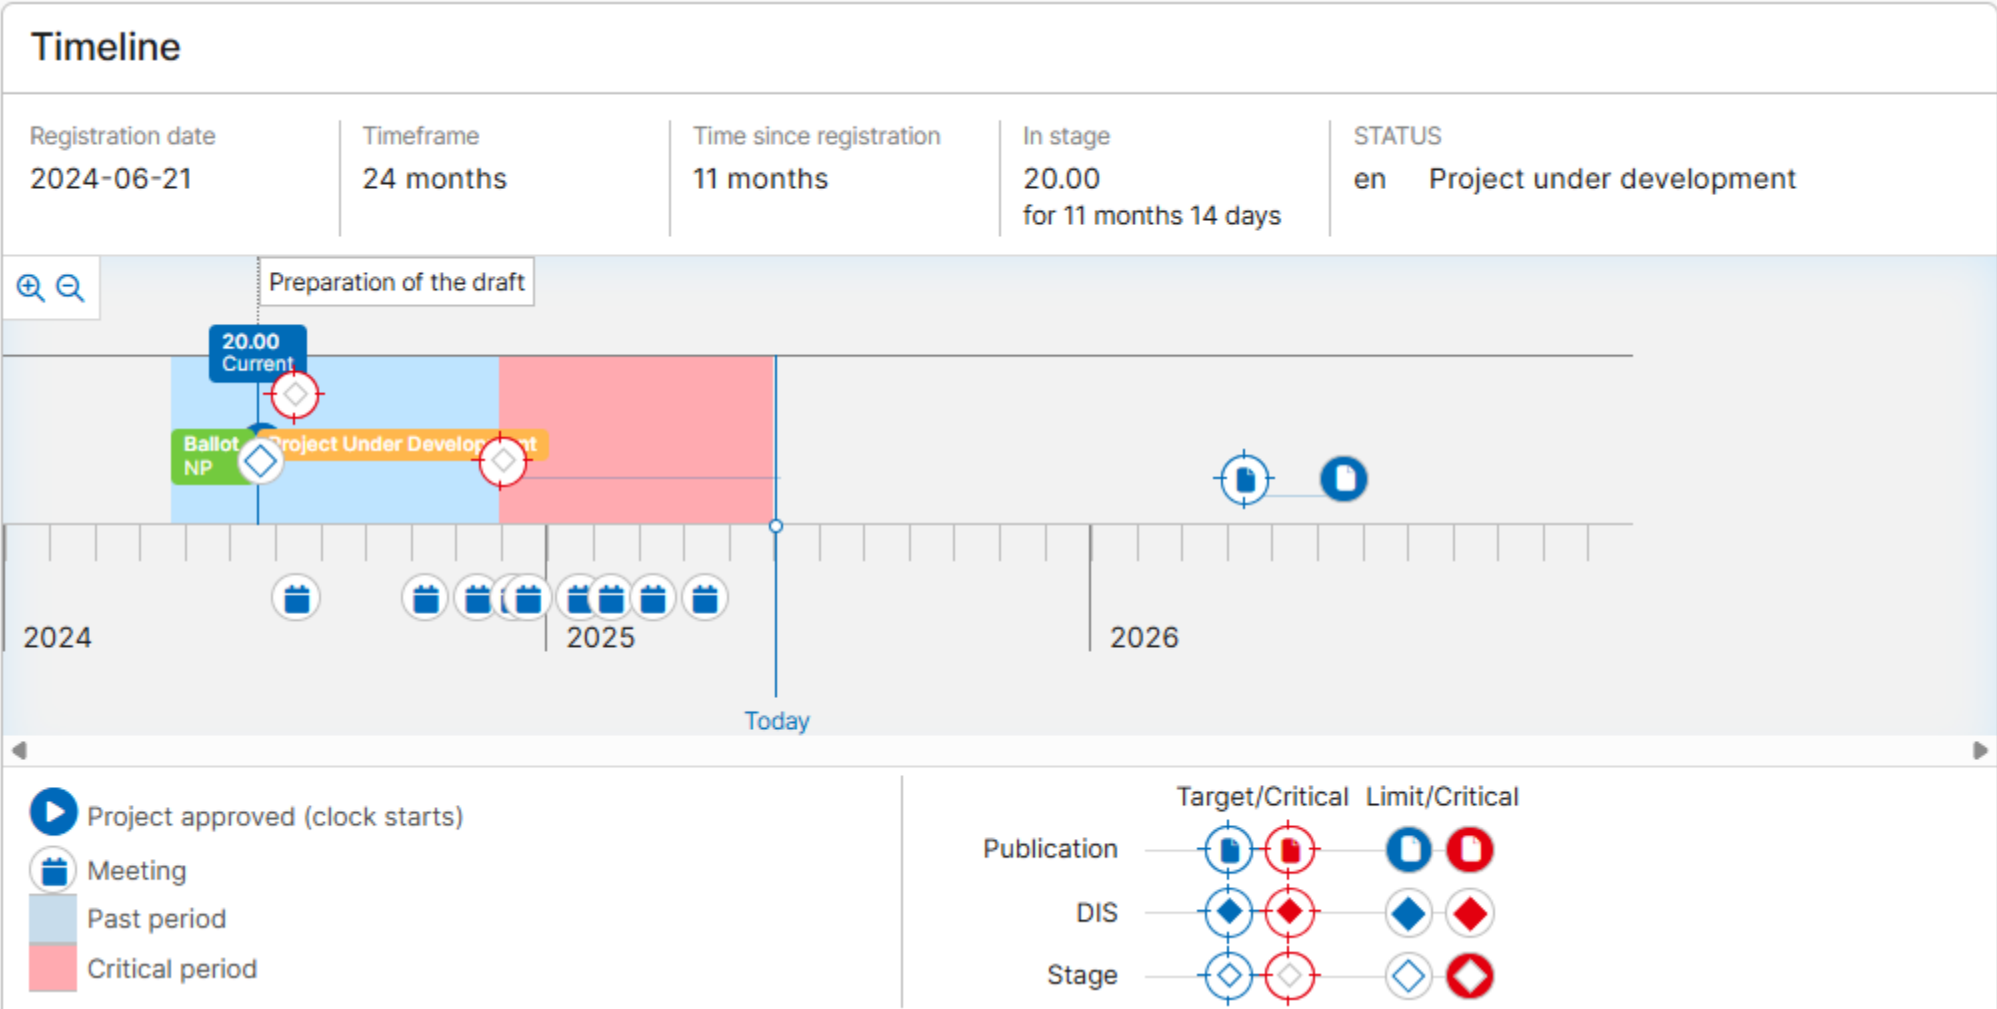 Timeline
Registration date
2024-06-21
Timeframe
24 months
Time since registration
11 months
In stage
20.00
for 11 months 14 days
STATUS
en Project under development
Preparation of the draft
20.00
Current
Ballot
NP
Project Under Development
2024
2025
2026
Today
Project approved (clock starts)
Meeting
Past period
Critical period
Target/Critical Limit/Critical
Publication
DIS
Stage